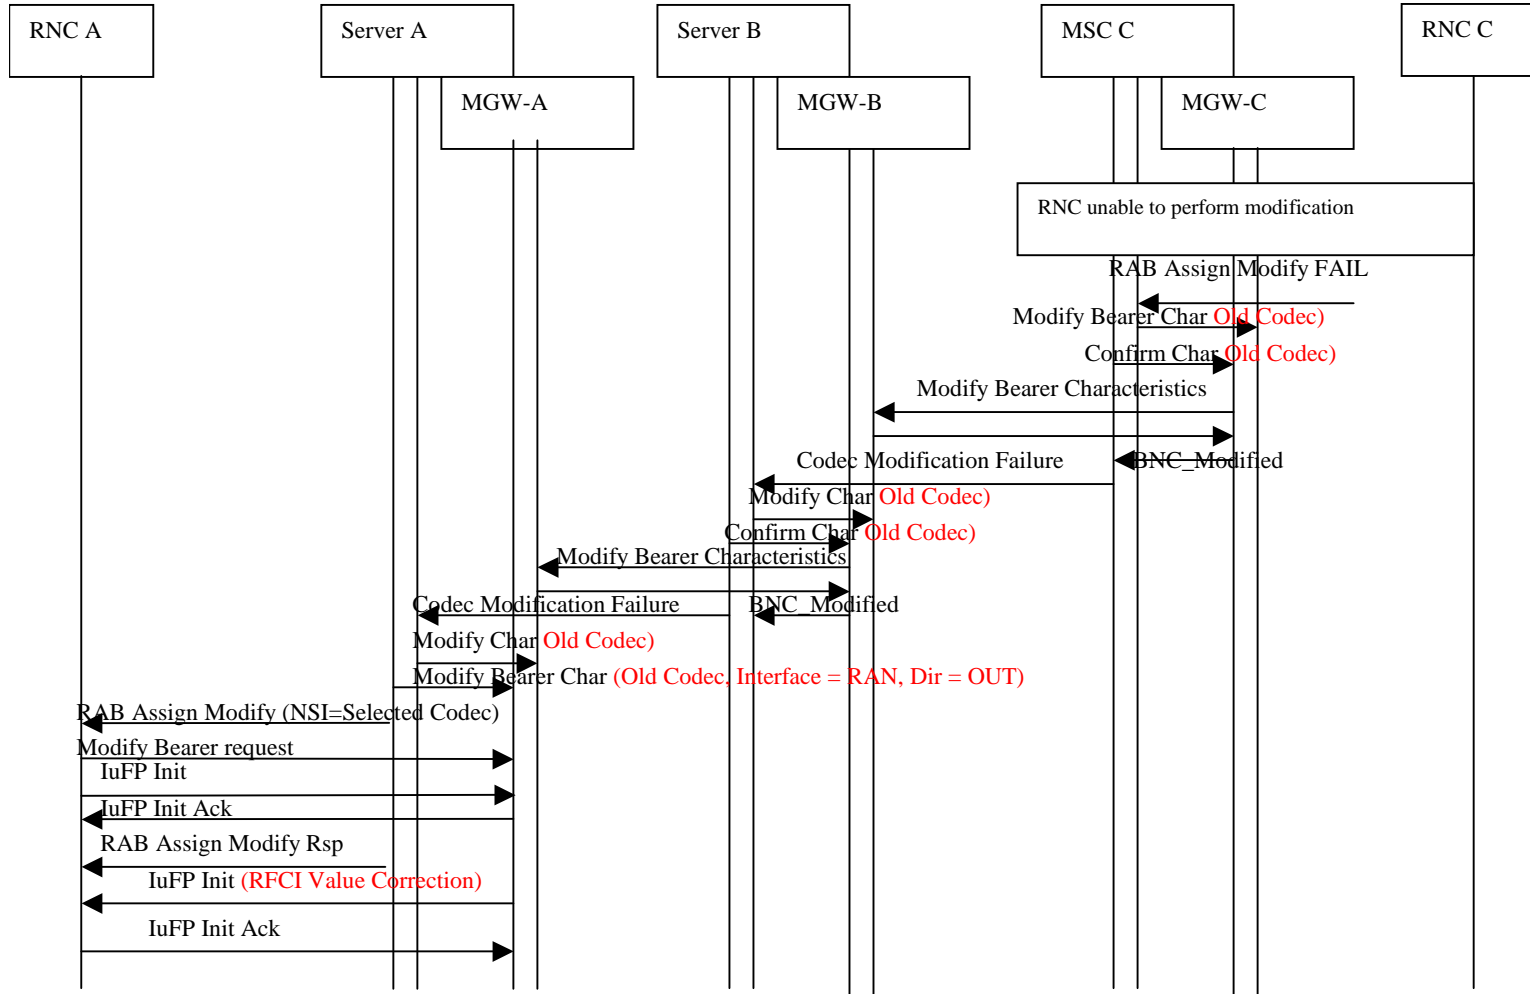 RNC A
Server A
Server B
MSC C
RNC C
MGW-A
MGW-B
MGW-C
RNC unable to perform modification
RAB Assign Modify FAIL
Modify Bearer Char Old Codec)
Confirm Char Old Codec)
Modify Bearer Characteristics
Codec Modification Failure
BNC_Modified
Modify Char Old Codec)
Confirm Char Old Codec)
Modify Bearer Characteristics
Codec Modification Failure
BNC_Modified
Modify Char Old Codec)
Modify Bearer Char (Old Codec, Interface = RAN, Dir = OUT)
RAB Assign Modify (NSI=Selected Codec)
Modify Bearer request
IuFP Init
IuFP Init Ack
RAB Assign Modify Rsp
IuFP Init (RFCI Value Correction)
IuFP Init Ack